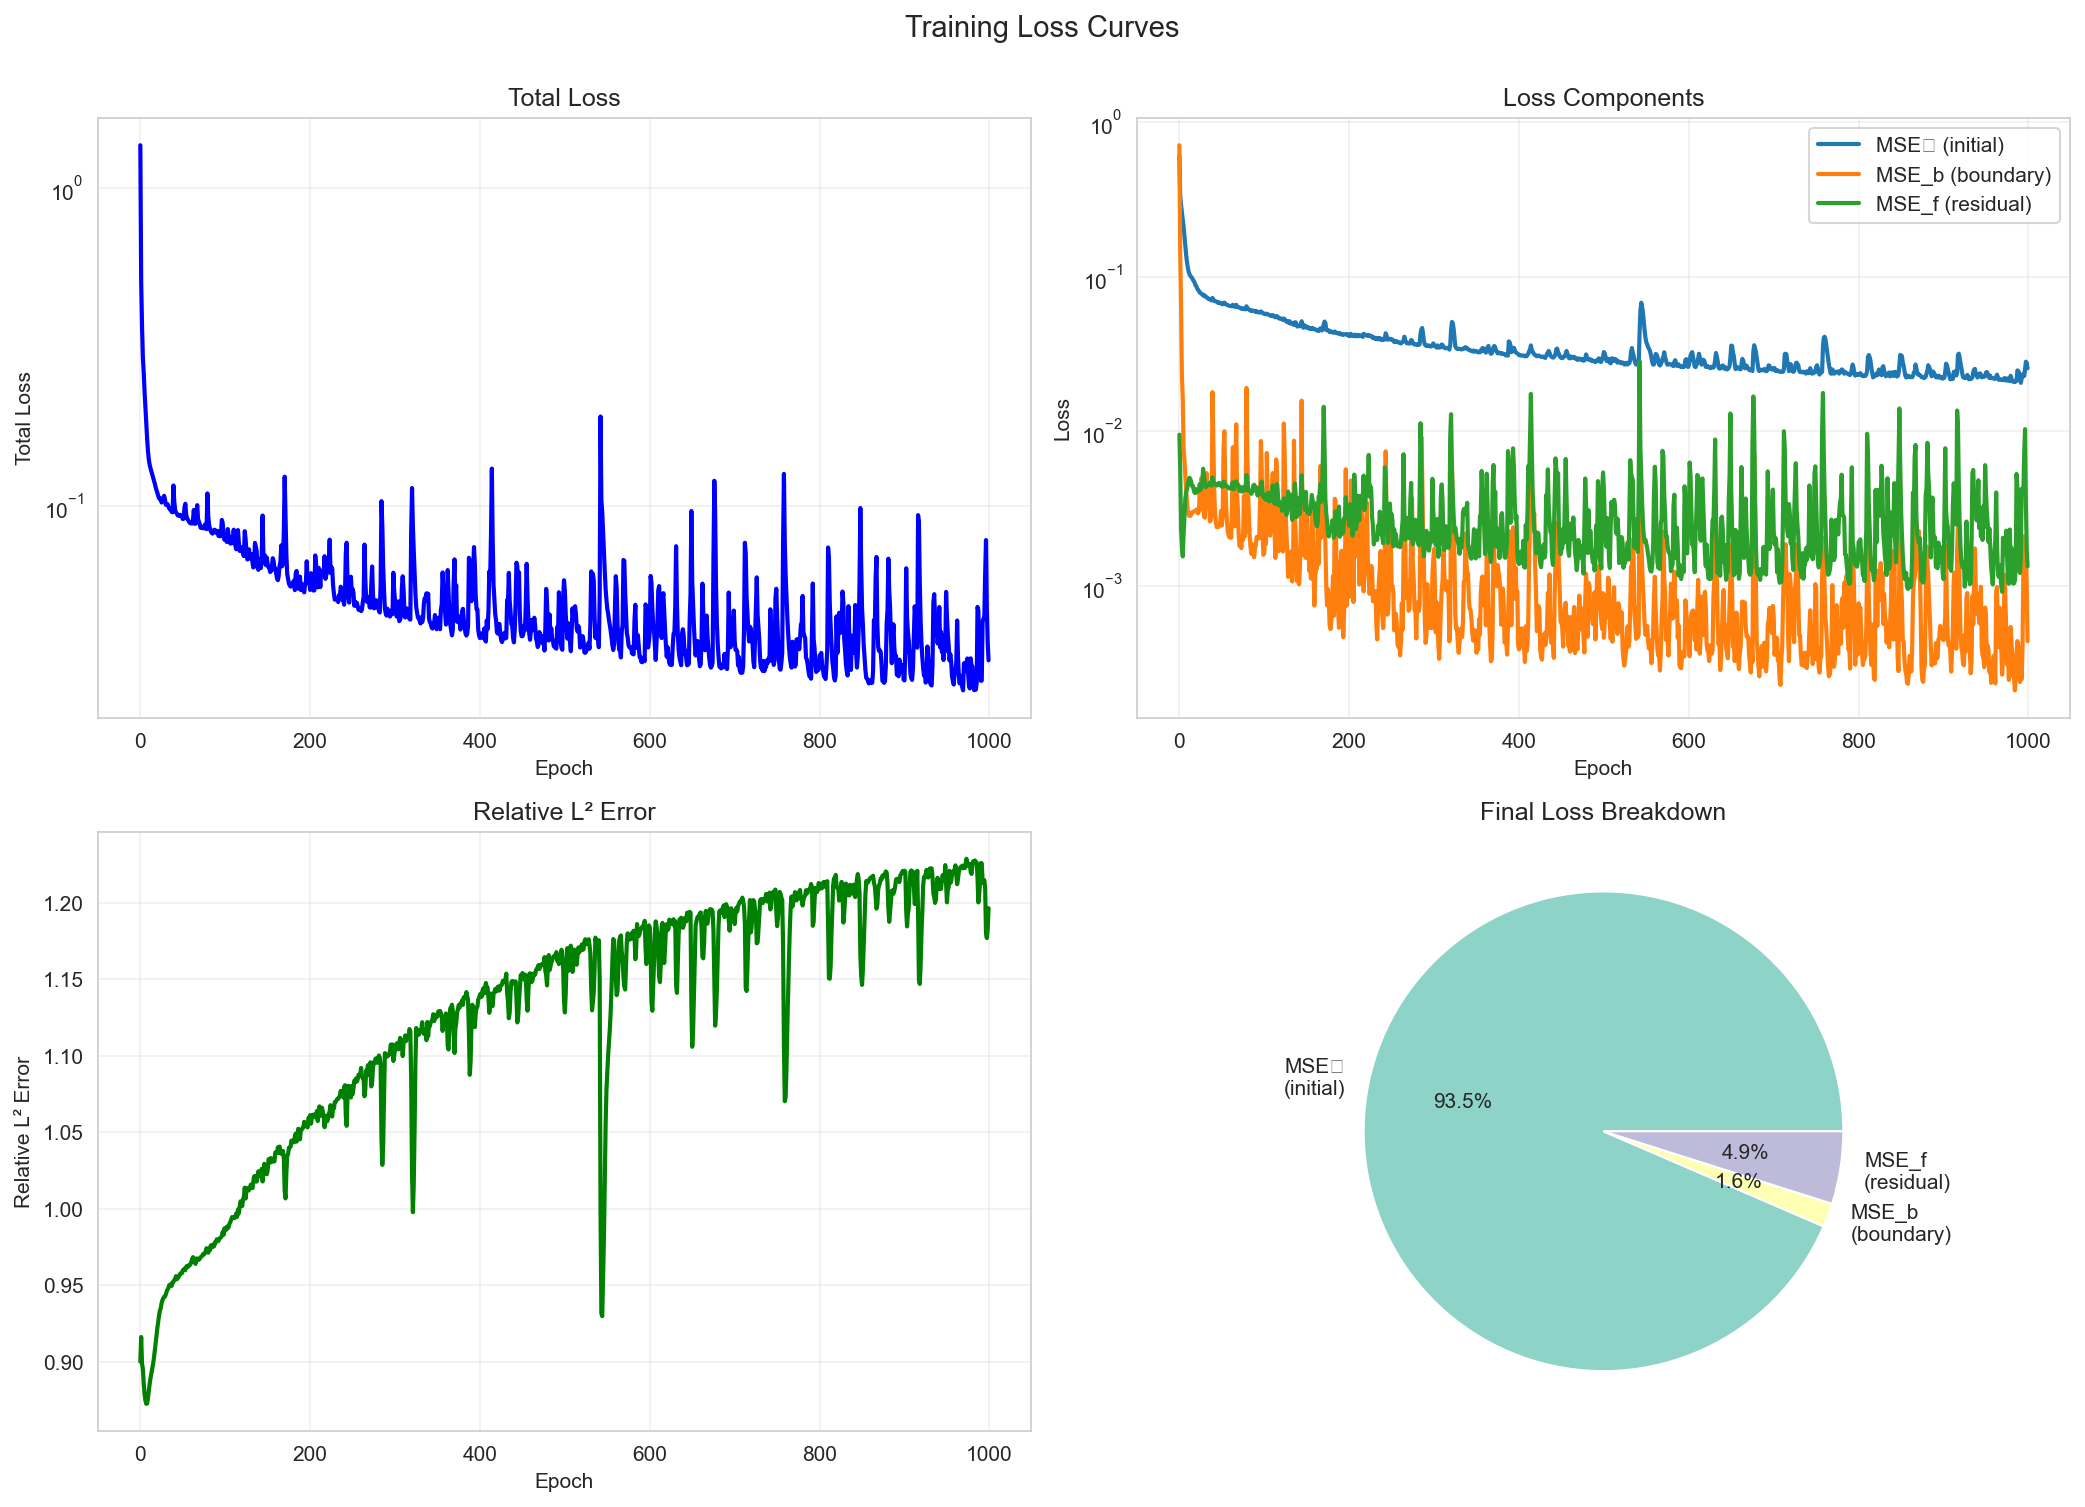 Training Loss Curves
Total Loss
10⁰
10⁻¹
Total Loss
0 200 400 600 800 1000
Epoch
Loss Components
10⁰
10⁻¹
10⁻²
10⁻³
Loss
MSE▯ (initial)
MSE_b (boundary)
MSE_f (residual)
0 200 400 600 800 1000
Epoch
Relative L² Error
1.20
1.15
1.10
1.05
1.00
0.95
0.90
Relative L² Error
0 200 400 600 800 1000
Epoch
Final Loss Breakdown
MSE▯
(initial)
93.5%
4.9%
1.6%
MSE_f
(residual)
MSE_b
(boundary)